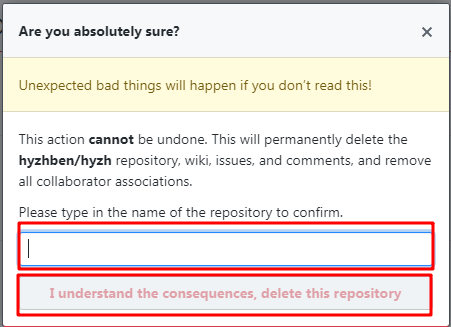 Are you absolutely sure?
Unexpected bad things will happen if you don’t read this!
This action cannot be undone. This will permanently delete the
hyzhben/hyzh repository, wiki, issues, and comments, and remove
all collaborator associations.
Please type in the name of the repository to confirm.
I understand the consequences, delete this repository